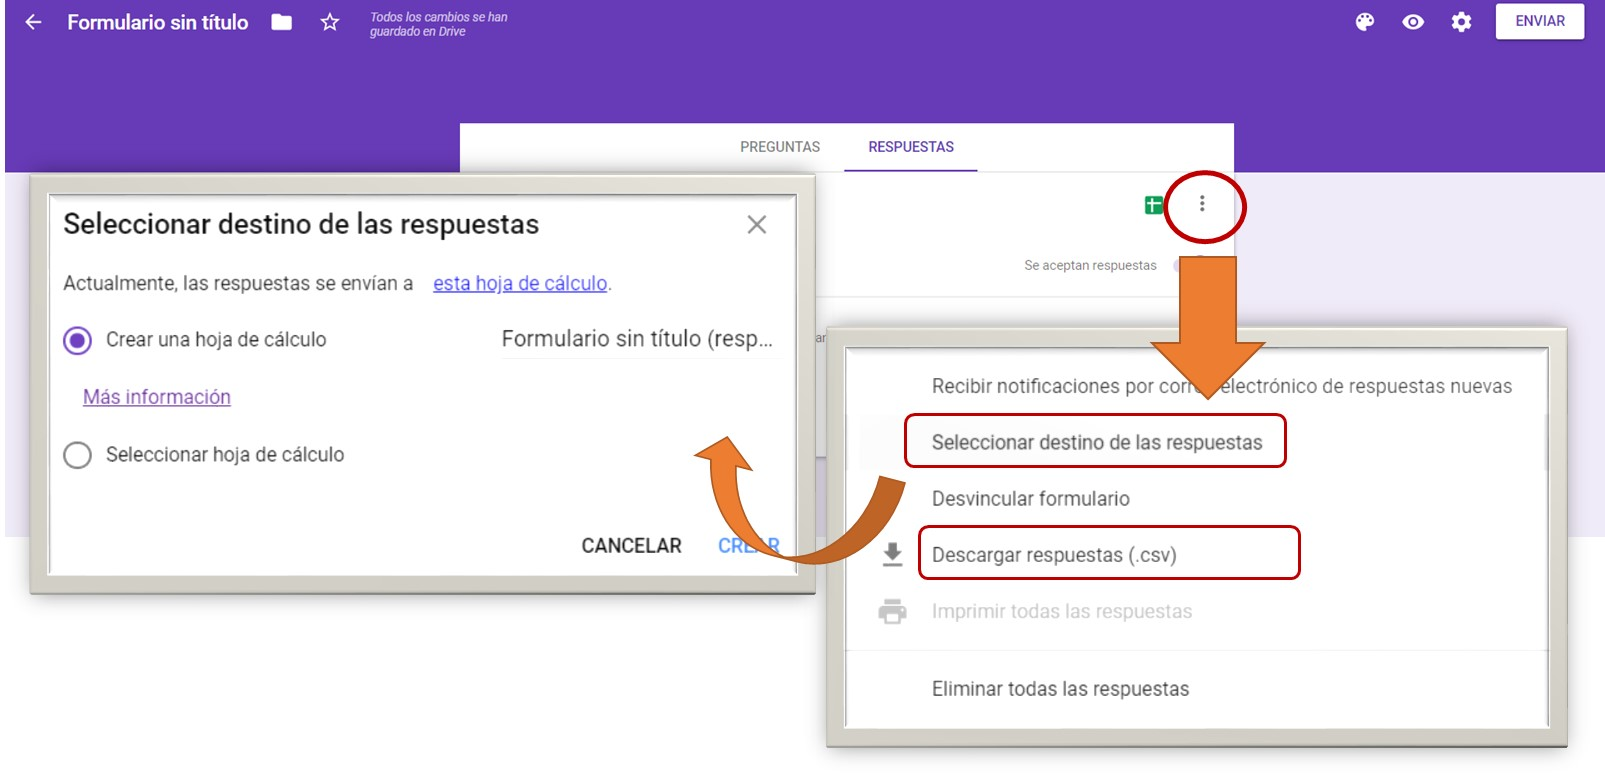 Formulario sin título
Todos los cambios se han
guardado en Drive
ENVIAR
PREGUNTAS
RESPUESTAS
Se aceptan respuestas
Seleccionar destino de las respuestas
Actualmente, las respuestas se envían a esta hoja de cálculo.
Crear una hoja de cálculo
Formulario sin título (resp...
Más información
Seleccionar hoja de cálculo
CANCELAR
CREAR
Recibir notificaciones por correo electrónico de respuestas nuevas
Seleccionar destino de las respuestas
Desvincular formulario
Descargar respuestas (.csv)
Imprimir todas las respuestas
Eliminar todas las respuestas